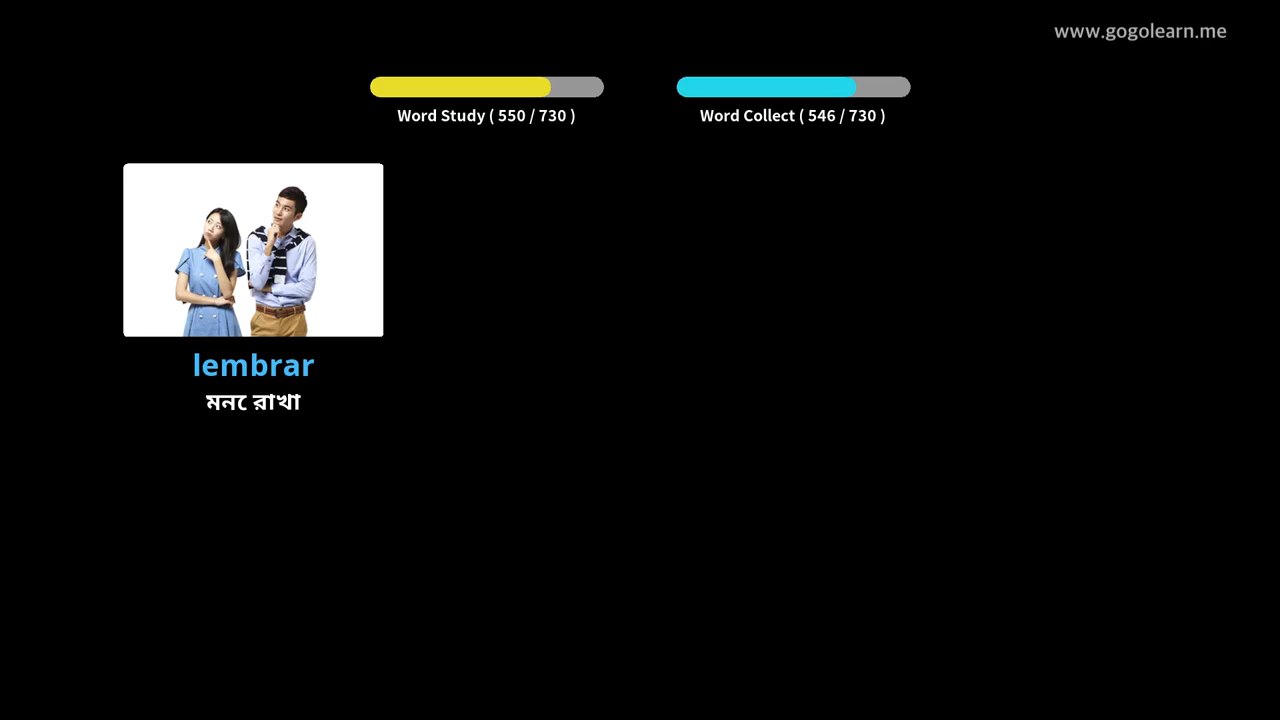 www.gogolearn.me
Word Study ( 550 / 730 )
Word Collect ( 546 / 730 )
lembrar
মনে রাখা